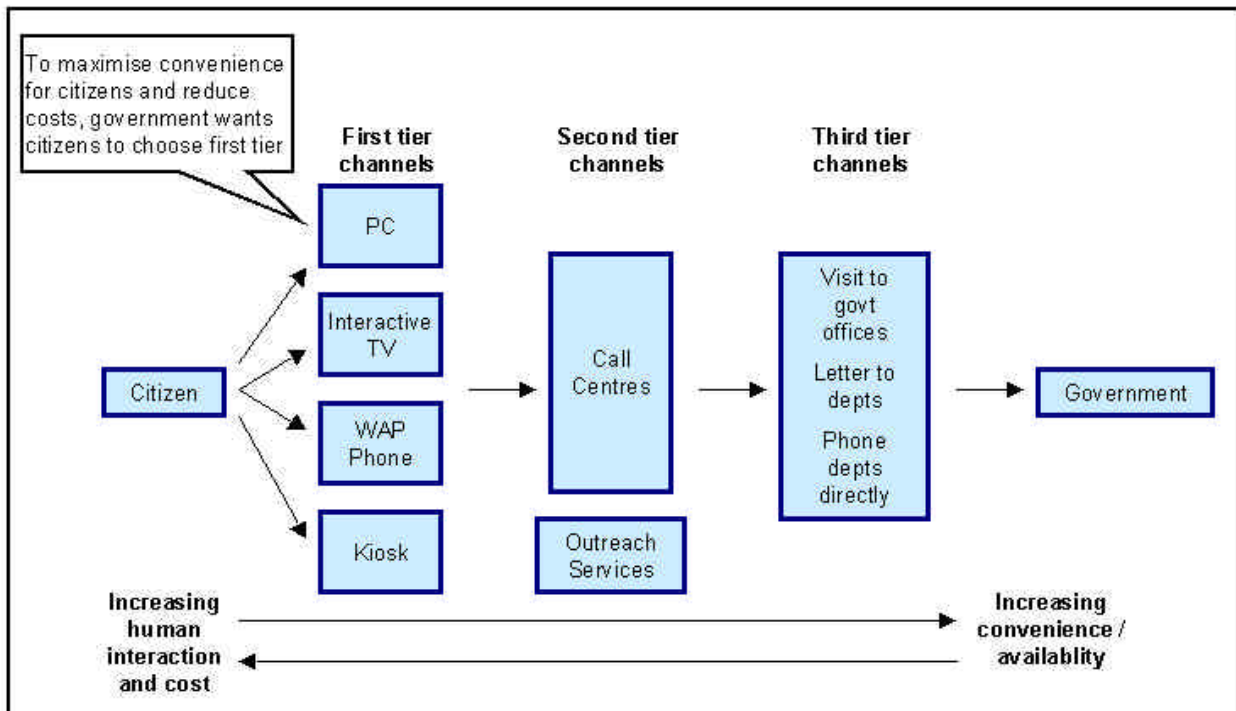 To maximise convenience
for citizens and reduce
costs, government wants
citizens to choose first tier
First tier
channels
Second tier
channels
Third tier
channels
PC
Interactive
TV
WAP
Phone
Kiosk
Citizen
Call
Centres
Outreach
Services
Visit to
govt
offices
Letter to
depts
Phone
depts
directly
Government
Increasing
human
interaction
and cost
Increasing
convenience /
availablity